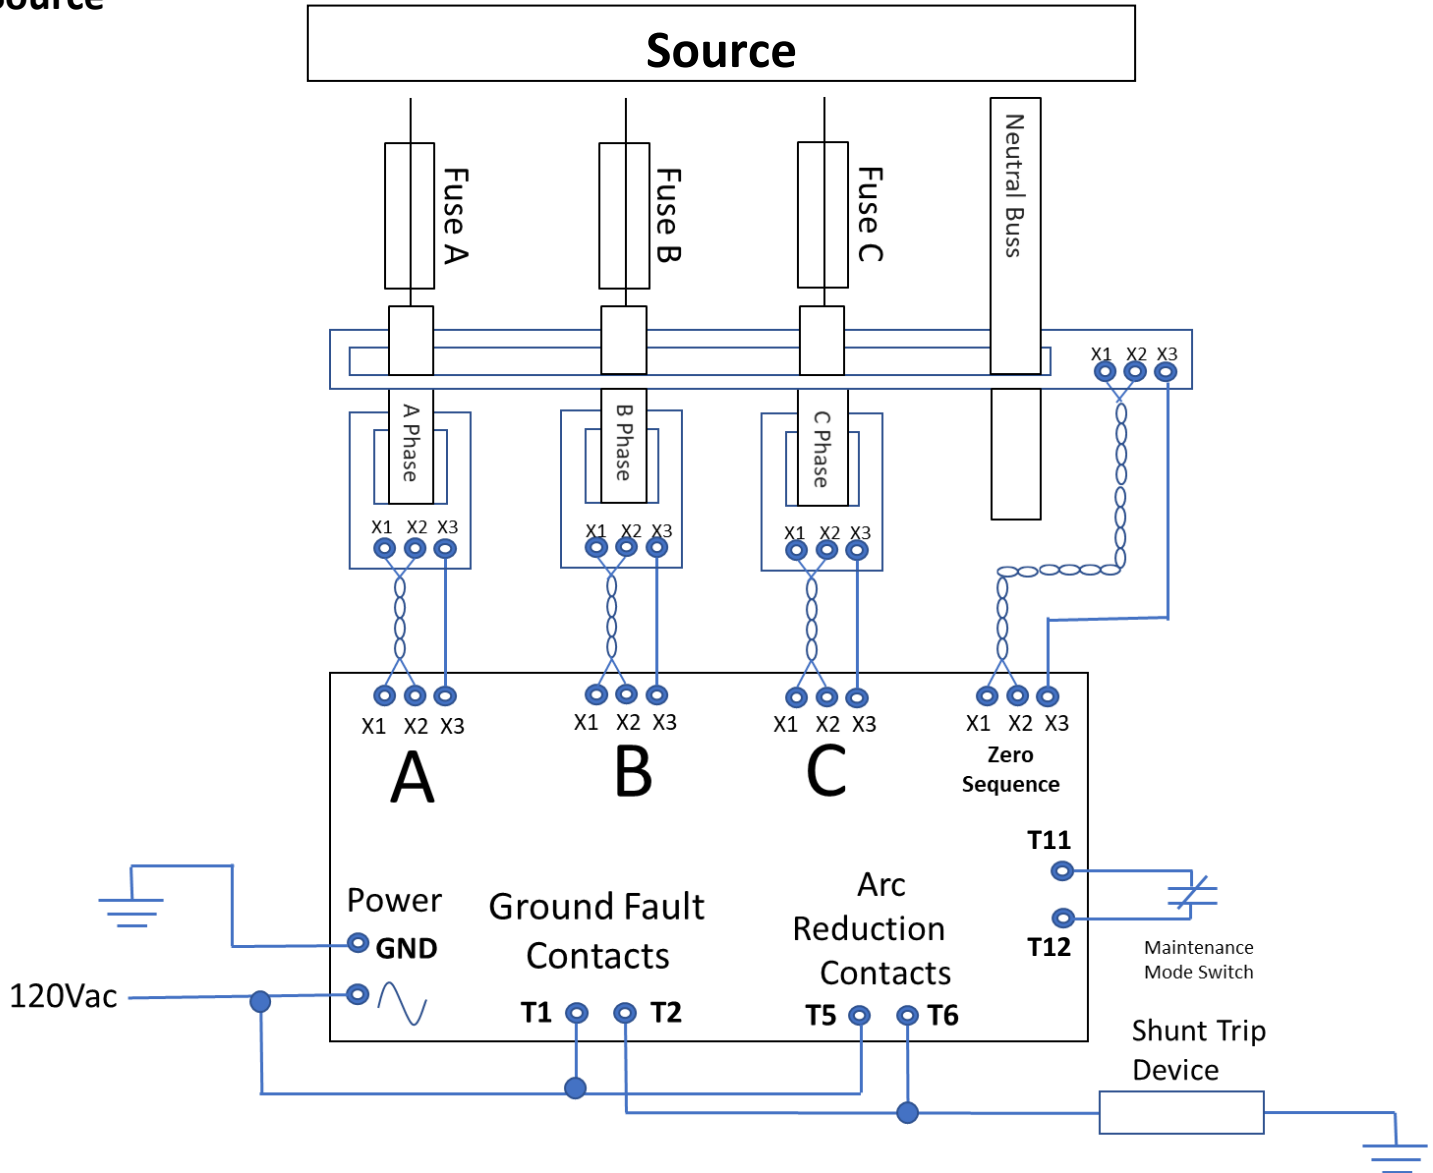 Source
Source
Fuse A
Fuse B
Fuse C
Neutral Buss
X1 X2 X3
A Phase
B Phase
C Phase
X1 X2 X3
X1 X2 X3
X1 X2 X3
X1 X2 X3
X1 X2 X3
X1 X2 X3
X1 X2 X3
A
B
C
Zero
Sequence
T11
T12
Maintenance
Mode Switch
Power
GND
120Vac
Ground Fault
Contacts
T1
T2
Arc
Reduction
Contacts
T5
T6
Shunt Trip
Device